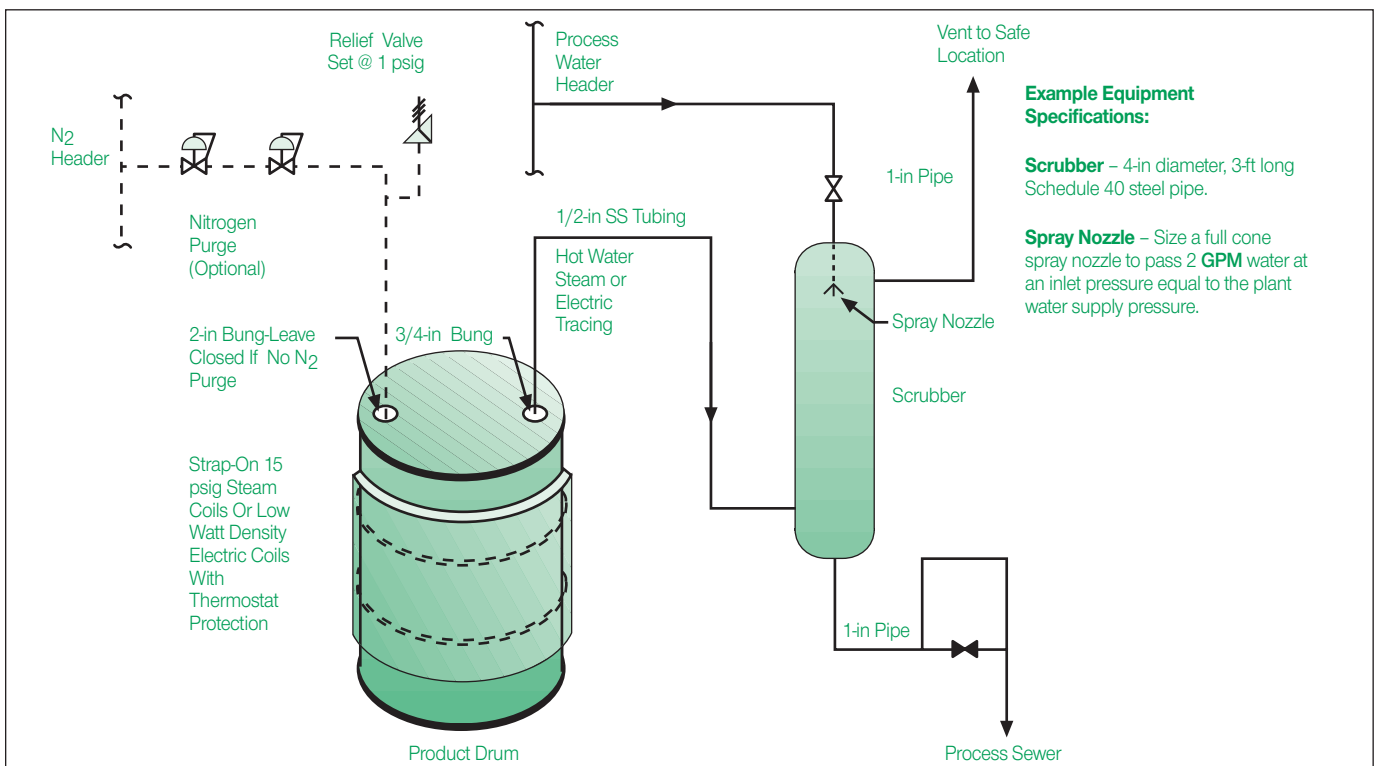 Relief Valve
Set @ 1 psig
Process
Water
Header
Vent to Safe
Location
N2
Header
Example Equipment
Specifications:
Scrubber – 4-in diameter, 3-ft long
Schedule 40 steel pipe.
Spray Nozzle – Size a full cone
spray nozzle to pass 2 GPM water at
an inlet pressure equal to the plant
water supply pressure.
1-in Pipe
Nitrogen
Purge
(Optional)
1/2-in SS Tubing
Hot Water
Steam or
Electric
Tracing
2-in Bung-Leave
Closed If No N2
Purge
3/4-in Bung
Spray Nozzle
Scrubber
Strap-On 15
psig Steam
Coils Or Low
Watt Density
Electric Coils
With
Thermostat
Protection
1-in Pipe
Product Drum
Process Sewer